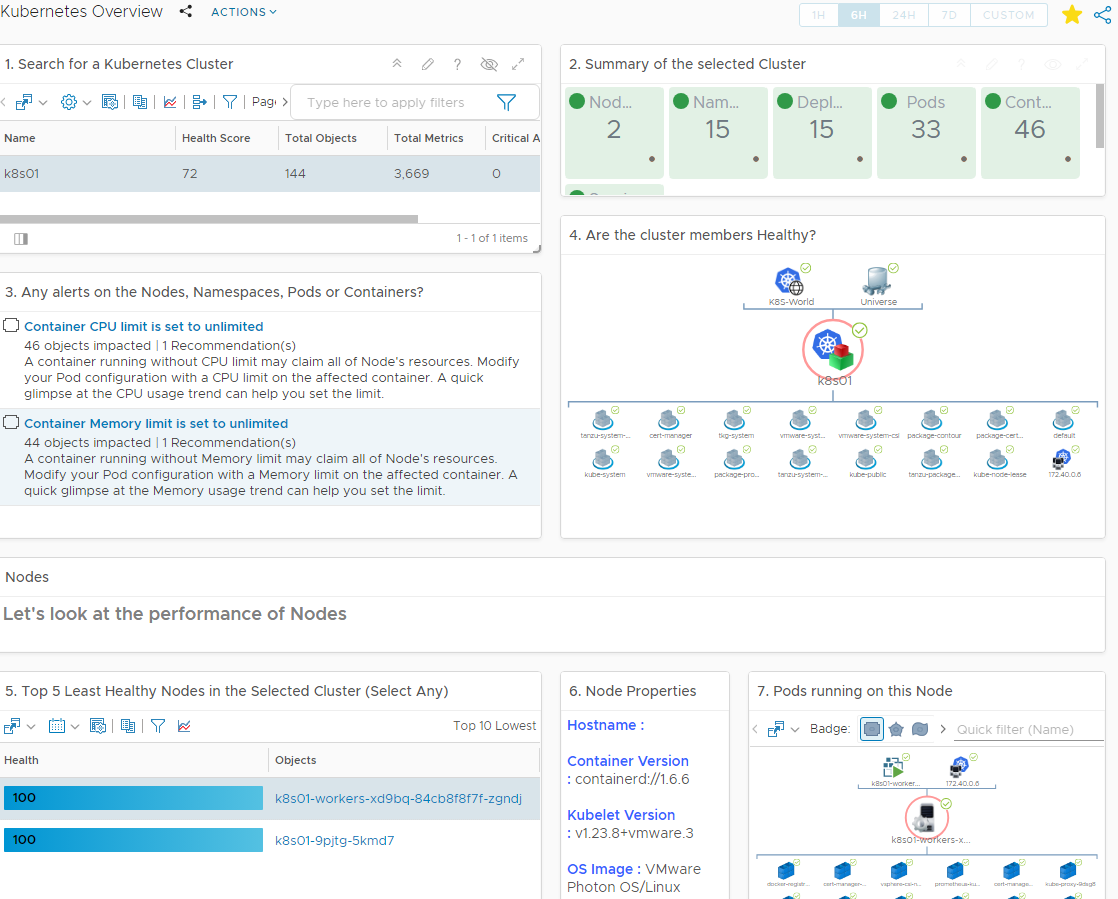 Kubernetes Overview ACTIONS 1H 6H 24H 7D CUSTOM
1. Search for a Kubernetes Cluster
Page Type here to apply filters
Name Health Score Total Objects Total Metrics Critical A
k8s01 72 144 3,669 0
1 - 1 of 1 items
2. Summary of the selected Cluster
Nod... Nam... Depl... Pods Cont...
2 15 15 33 46
3. Any alerts on the Nodes, Namespaces, Pods or Containers?
Container CPU limit is set to unlimited
46 objects impacted | 1 Recommendation(s)
A container running without CPU limit may claim all of Node's resources. Modify
your Pod configuration with a CPU limit on the affected container. A quick
glimpse at the CPU usage trend can help you set the limit.
Container Memory limit is set to unlimited
44 objects impacted | 1 Recommendation(s)
A container running without Memory limit may claim all of Node's resources.
Modify your Pod configuration with a Memory limit on the affected container. A
quick glimpse at the Memory usage trend can help you set the limit.
4. Are the cluster members Healthy?
K8S-World Universe
k8s01
tanzu-system-... cert-manager tkg-system vmware-syst... vmware-system-csi package-contour package-cert... default
kube-system vmware-syste... package-pro... tanzu-system-... kube-public tanzu-package... kube-node-lease 172.40.0.6
Nodes
Let's look at the performance of Nodes
5. Top 5 Least Healthy Nodes in the Selected Cluster (Select Any)
Top 10 Lowest
Health Objects
100 k8s01-workers-xd9bq-84cb8f8f7f-zgndj
100 k8s01-9pjtg-5kmd7
6. Node Properties
Hostname :
Container Version
: containerd://1.6.6
Kubelet Version
: v1.23.8+vmware.3
OS Image : VMware
Photon OS/Linux
7. Pods running on this Node
Badge: Quick filter (Name)
k8s01-worker... 172.40.0.6
k8s01-workers-x...
docker-registr... cert-manager-... vsphere-csi-n... prometheus-ku... cert-manage... kube-proxy-9dsg8